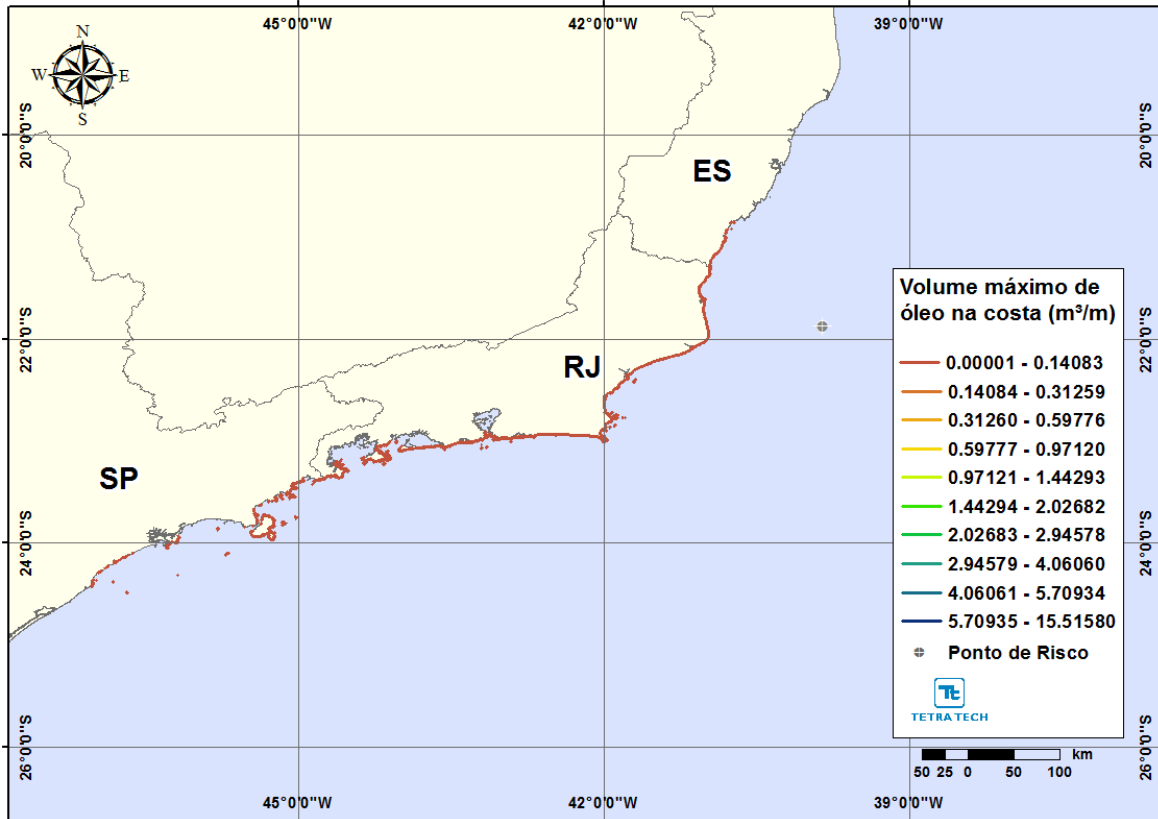 45°0'0"W 42°0'0"W 39°0'0"W
N
W E
S
20°0'0"S 20°0'0"S
ES
Volume máximo de
óleo na costa (m³/m)
22°0'0"S 22°0'0"S
RJ
0.00001 - 0.14083
0.14084 - 0.31259
0.31260 - 0.59776
0.59777 - 0.97120
SP
0.97121 - 1.44293
1.44294 - 2.02682
24°0'0"S 24°0'0"S
2.02683 - 2.94578
2.94579 - 4.06060
4.06061 - 5.70934
5.70935 - 15.51580
Ponto de Risco
Tt
TETRA TECH
26°0'0"S 26°0'0"S
km
50 25 0 50 100
45°0'0"W 42°0'0"W 39°0'0"W